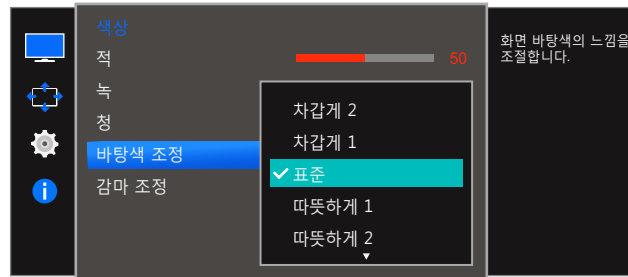 색상
적 50
녹
청
바탕색 조정
감마 조정
차갑게 2
차갑게 1
표준
따뜻하게 1
따뜻하게 2
화면 바탕색의 느낌을
조절합니다.